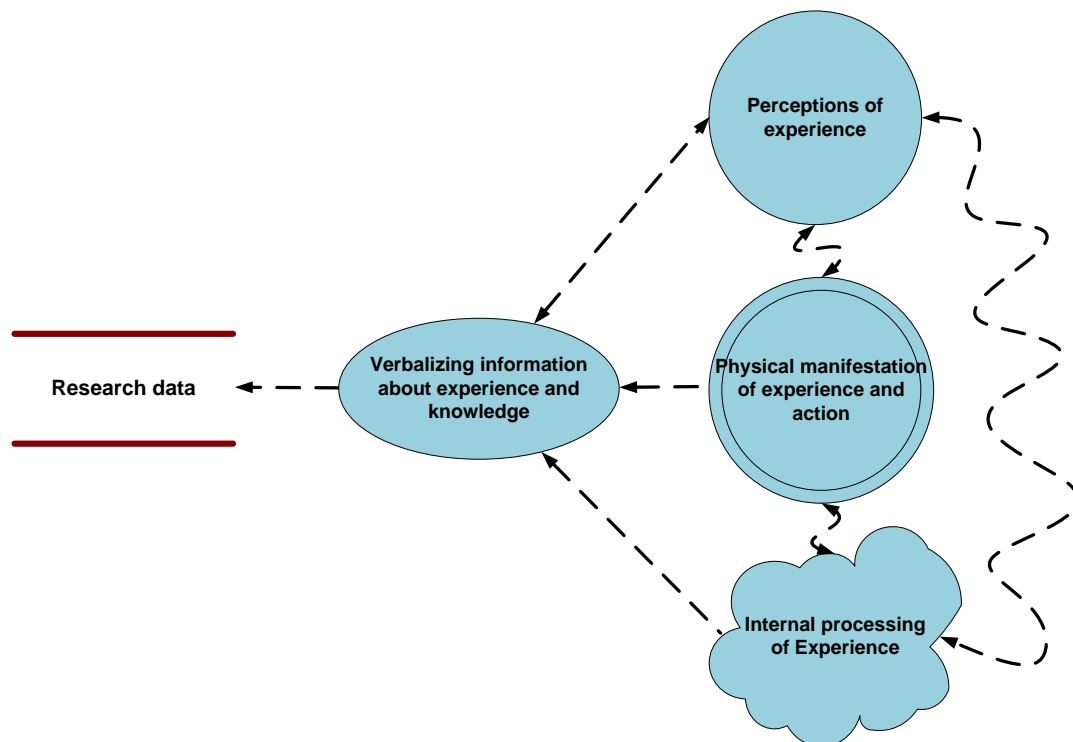 Perceptions of
experience
Physical manifestation
of experience and
action
Verbalizing information
about experience and
knowledge
Research data
Internal processing
of Experience